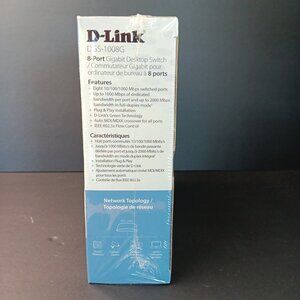 D-Link
DGS-1008G
8-Port Gigabit Desktop Switch
/ Commutateur Gigabit pour
ordinateur de bureau à 8 ports
Features
• Eight 10/100/1000 Mbps switched ports
• Up to 1000 Mbps of dedicated
bandwidth per port and up to 2000 Mbps
bandwidth in full-duplex mode
• Plug & Play installation
• D-Link's Green Technology
• Auto MDI/MDIX crossover for all ports
• IEEE 802.3x Flow Control
Caractéristiques
• Huit ports commutés 10/100/1000 Mbits/s
• Jusqu'à 1000 Mbits/s de bande passante
dédiée par port et jusqu'à 2000 Mbits/s de
bande passante en mode duplex intégral
• Installation Plug & Play
• Technologie verte de D-Link
• Ajustement automatique croisé MDI/MDIX
pour tous les ports
• Contrôle de flux IEEE 802.3x
Network Topology /
Topologie de réseau